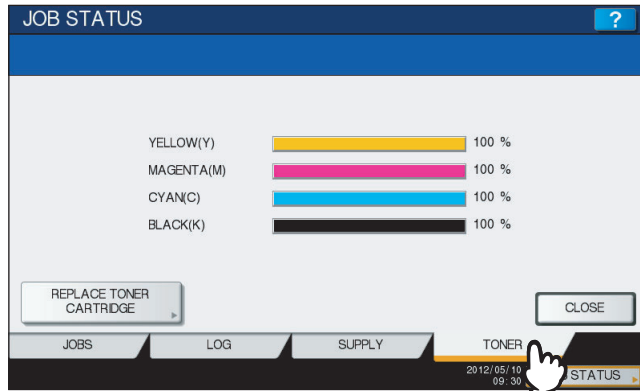 JOB STATUS ?
YELLOW(Y) 100 %
MAGENTA(M) 100 %
CYAN(C) 100 %
BLACK(K) 100 %
REPLACE TONER
CARTRIDGE
CLOSE
JOBS LOG SUPPLY TONER
2012/05/10
09:30
STATUS